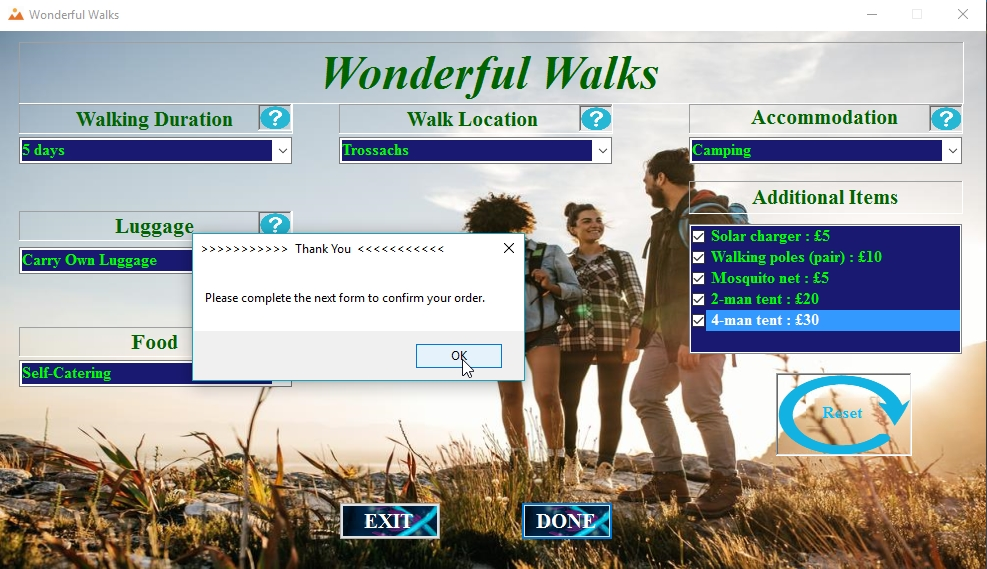 Wonderful Walks
Wonderful Walks
Walking Duration ?
Walk Location ?
Accommodation ?
5 days
Trossachs
Camping
Additional Items
Luggage ?
Carry Own Luggage
>>>>>>>>>>> Thank You <<<<<<<<<<<
Please complete the next form to confirm your order.
OK
Solar charger : £5
Walking poles (pair) : £10
Mosquito net : £5
2-man tent : £20
4-man tent : £30
Food
Self-Catering
Reset
EXIT
DONE